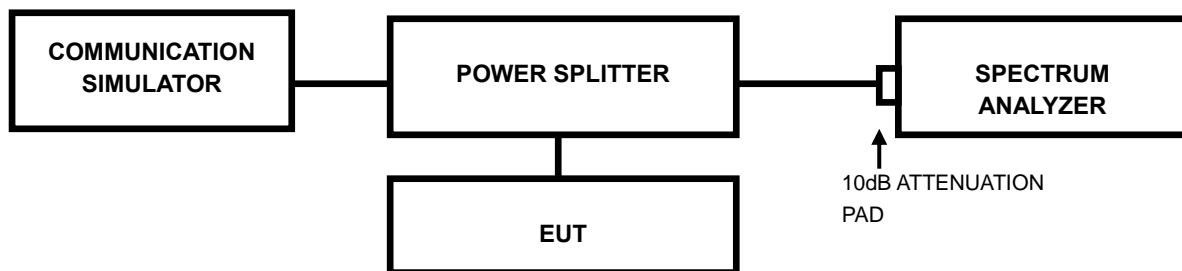 COMMUNICATION
SIMULATOR
POWER SPLITTER
SPECTRUM
ANALYZER
10dB ATTENUATION
PAD
EUT